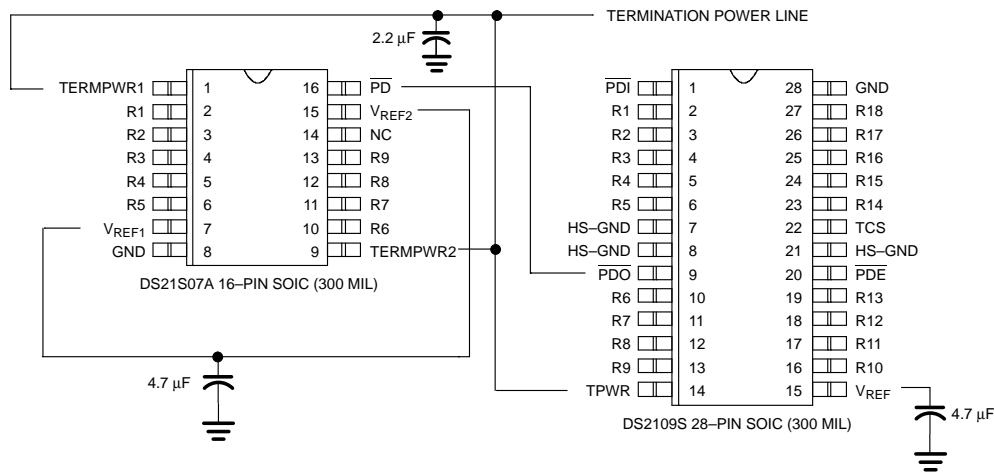 TERMINATION POWER LINE
2.2 µF
TERMPWR1 1 16 PD
R1 2 15 VREF2
R2 3 14 NC
R3 4 13 R9
R4 5 12 R8
R5 6 11 R7
VREF1 7 10 R6
GND 8 9 TERMPWR2
DS21S07A 16–PIN SOIC (300 MIL)
4.7 µF
PDI 1 28 GND
R1 2 27 R18
R2 3 26 R17
R3 4 25 R16
R4 5 24 R15
R5 6 23 R14
HS–GND 7 22 TCS
HS–GND 8 21 HS–GND
PDO 9 20 PDE
R6 10 19 R13
R7 11 18 R12
R8 12 17 R11
R9 13 16 R10
TPWR 14 15 VREF
DS2109S 28–PIN SOIC (300 MIL)
4.7 µF